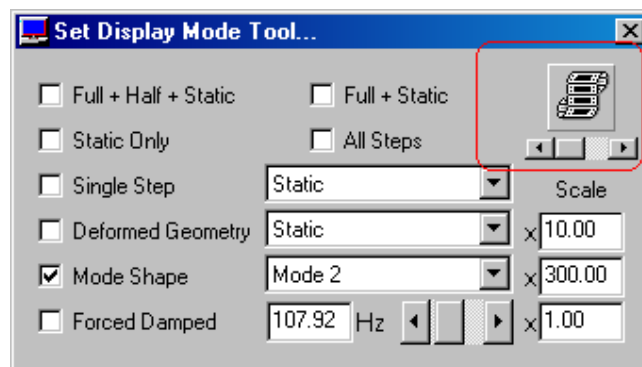 Set Display Mode Tool...
Full + Half + Static Full + Static
Static Only All Steps
Single Step Static Scale
Deformed Geometry Static x 10.00
Mode Shape Mode 2 x 300.00
Forced Damped 107.92 Hz x 1.00